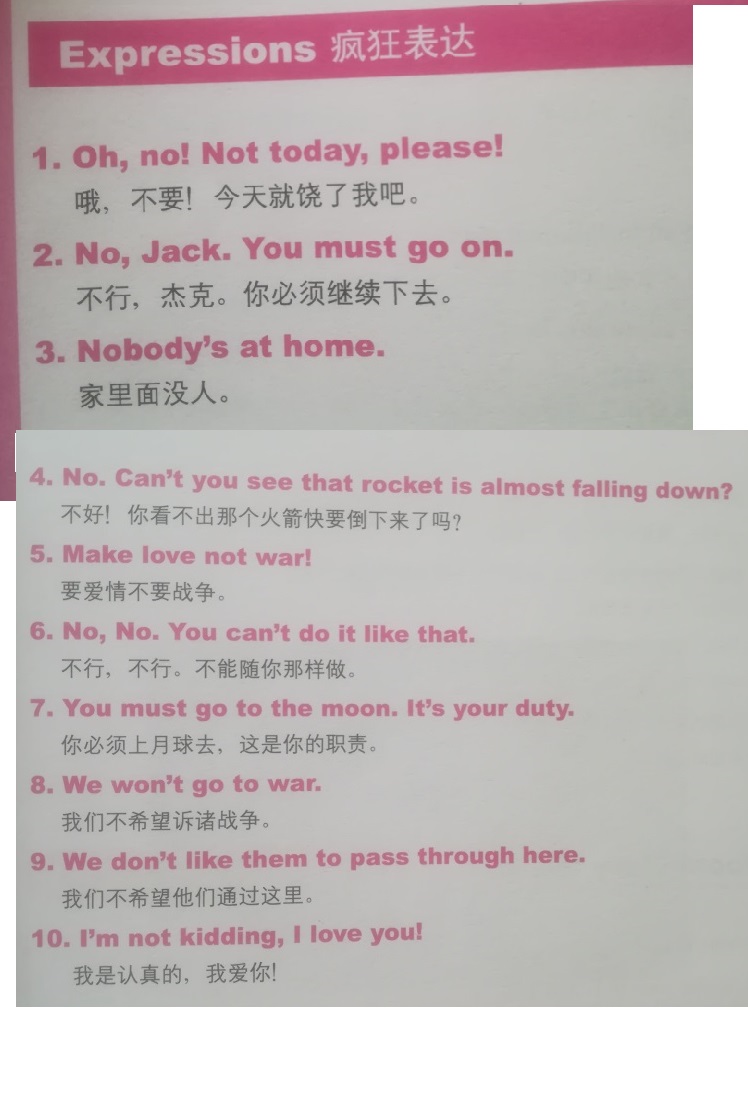 Expressions 疯狂表达
1. Oh, no! Not today, please!
哦，不要！今天就饶了我吧。
2. No, Jack. You must go on.
不行，杰克。你必须继续下去。
3. Nobody's at home.
家里面没人。
4. No. Can't you see that rocket is almost falling down?
不好！你看不出那个火箭快要倒下来了吗?
5. Make love not war!
要爱情不要战争。
6. No, No. You can't do it like that.
不行，不行。不能随你那样做。
7. You must go to the moon. It's your duty.
你必须上月球去，这是你的职责。
8. We won't go to war.
我们不希望诉诸战争。
9. We don't like them to pass through here.
我们不希望他们通过这里。
10. I'm not kidding, I love you!
我是认真的，我爱你!